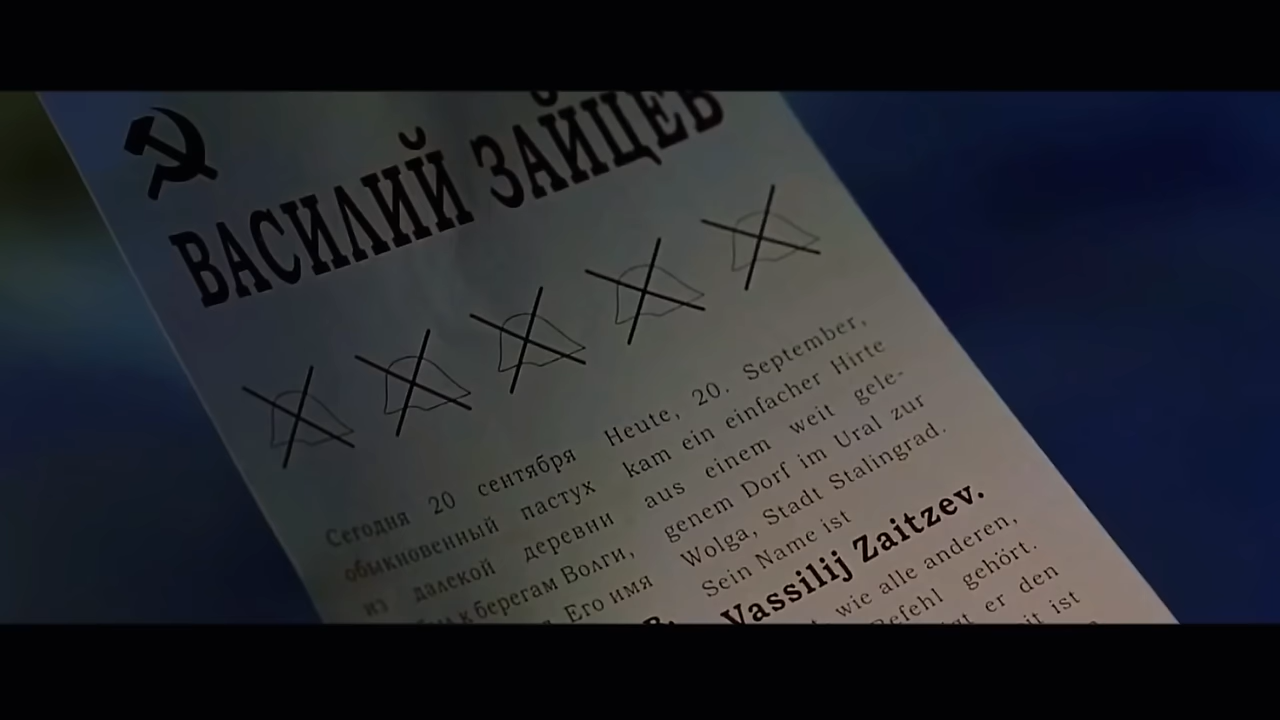 ВАСИЛИЙ ЗАЙЦЕВ
Сегодня 20 сентября
обыкновенный пастух
из далекой деревни
к берегам Волги,
Его имя
Heute, 20. September,
kam ein einfacher Hirte
aus einem weit gele-
genem Dorf im Ural zur
Wolga, Stadt Stalingrad.
Sein Name ist
Vassilij Zaitzev.
wie alle anderen,
Befehl gehört.
er den
ist